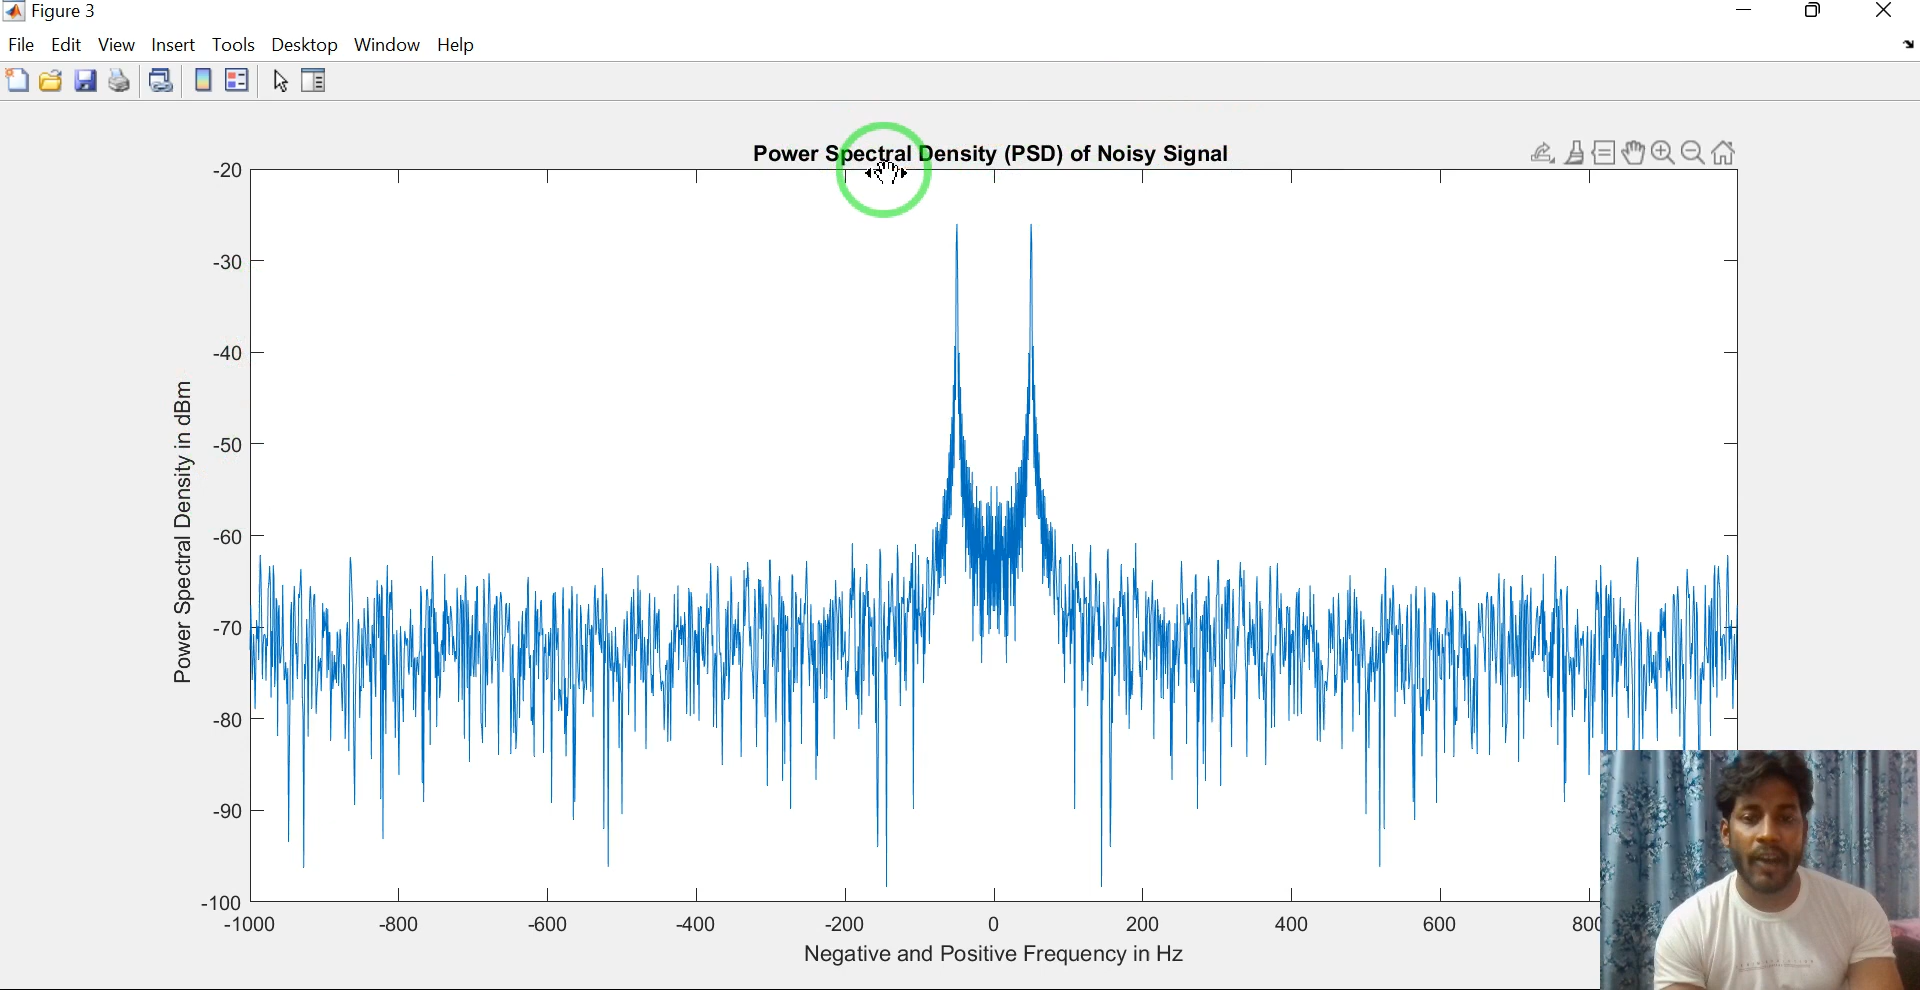 Figure 3
File Edit View Insert Tools Desktop Window Help
Power Spectral Density (PSD) of Noisy Signal
-20
-30
-40
-50
-60
-70
-80
-90
-100
Power Spectral Density in dBm
-1000 -800 -600 -400 -200 0 200 400 600 800
Negative and Positive Frequency in Hz